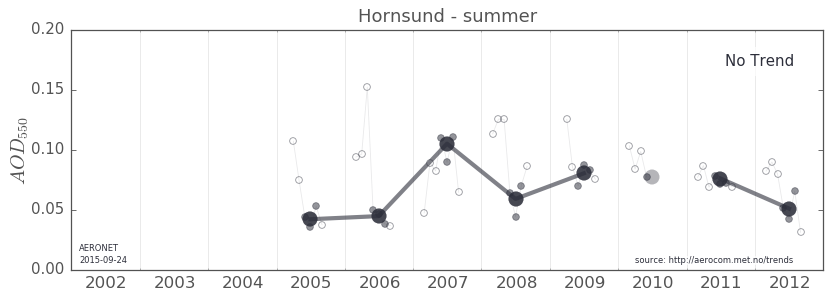 Hornsund - summer
0.20
No Trend
0.15
0.10
AOD550
0.05
AERONET
2015-09-24
source: http://aerocom.met.no/trends
0.00
2002 2003 2004 2005 2006 2007 2008 2009 2010 2011 2012